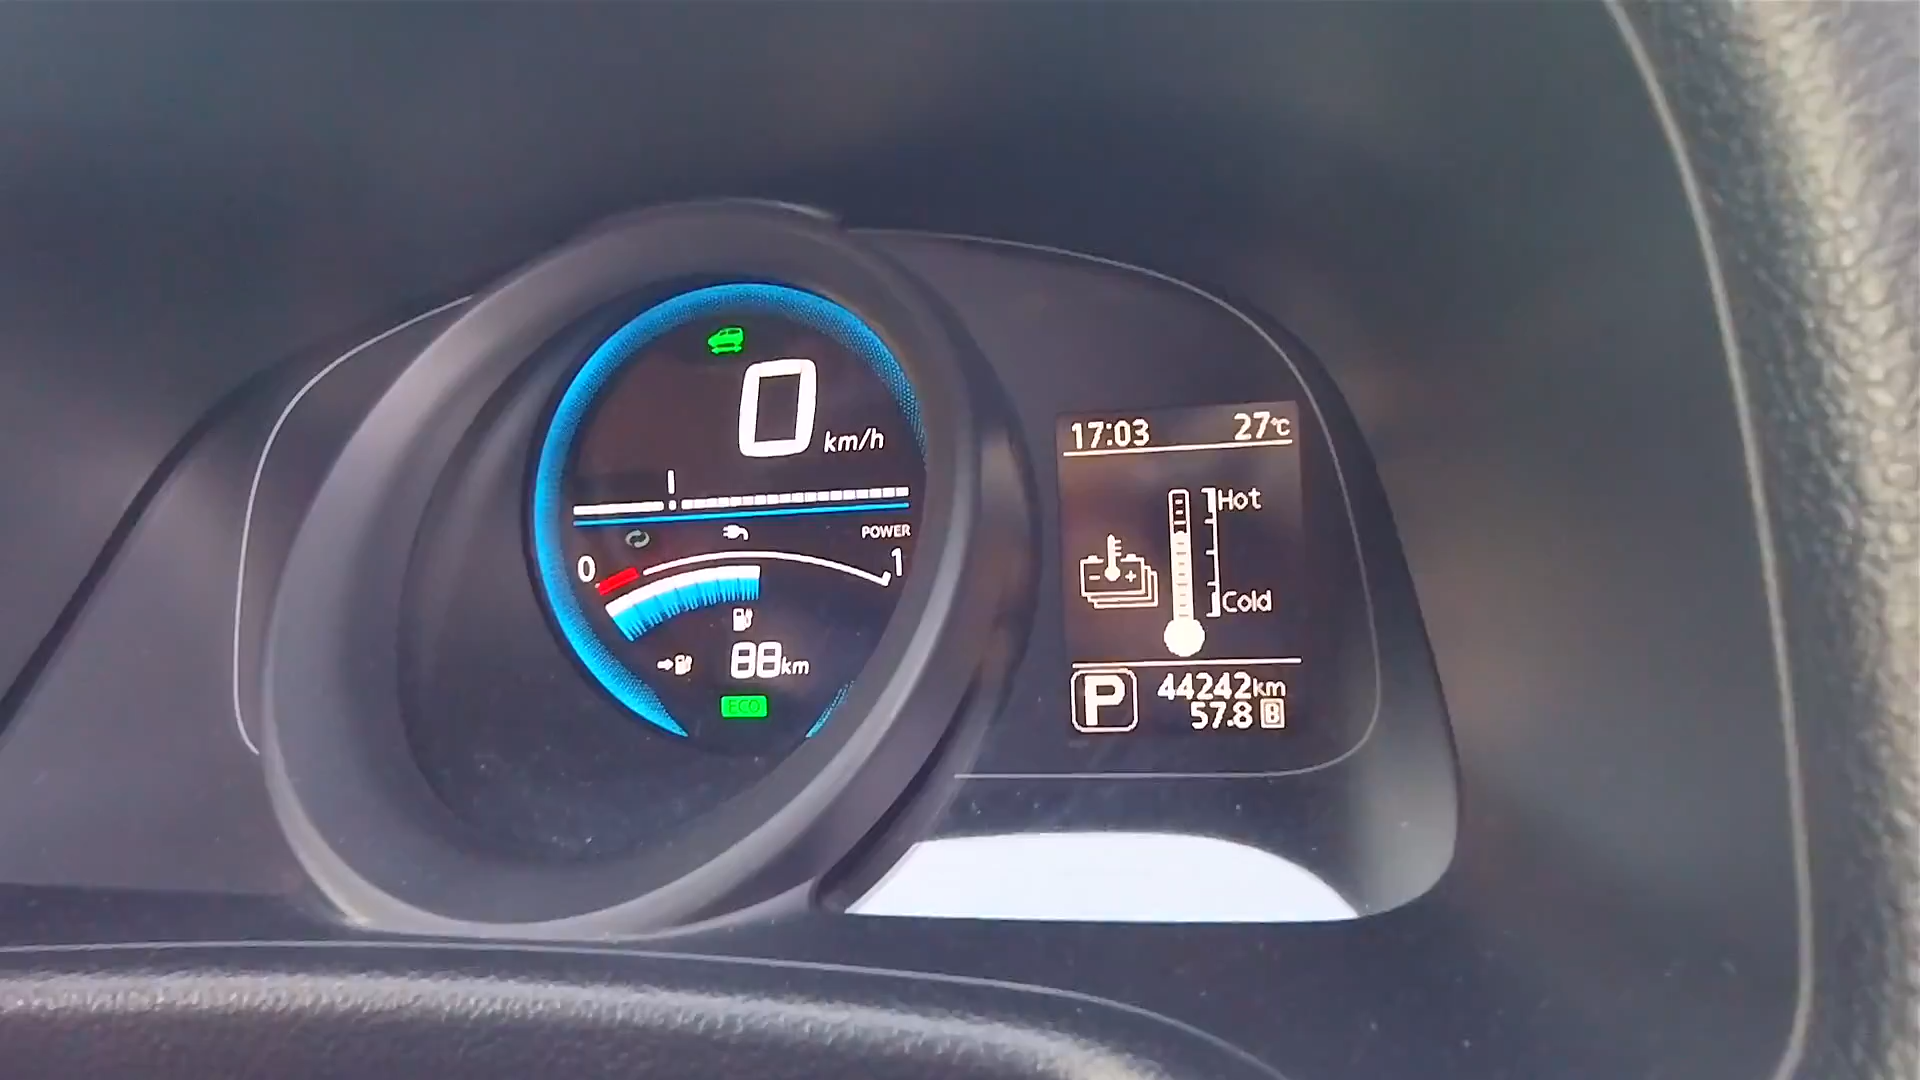 0 km/h
POWER
0 1
88km
ECO
17:03 27°C
Hot
Cold
- +
P 44242km
57.8 B